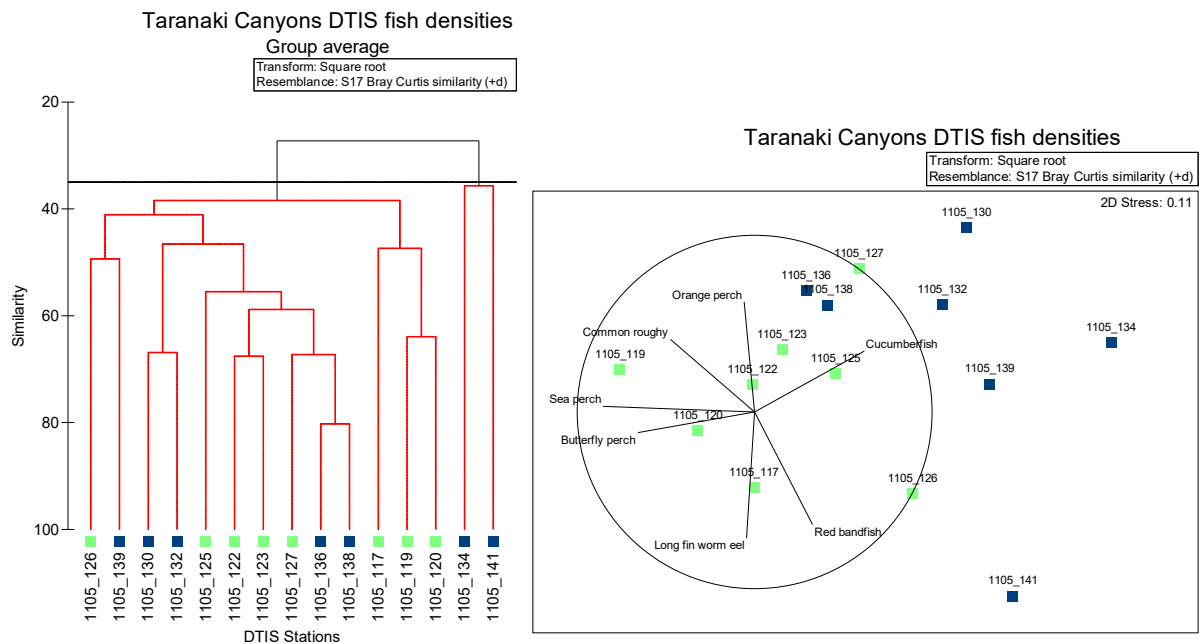 Taranaki Canyons DTIS fish densities
Group average
Transform: Square root
Resemblance: S17 Bray Curtis similarity (+d)
20
40
60
80
100
Similarity
1105_126
1105_139
1105_130
1105_132
1105_125
1105_122
1105_123
1105_127
1105_136
1105_138
1105_117
1105_119
1105_120
1105_134
1105_141
DTIS Stations
Taranaki Canyons DTIS fish densities
Transform: Square root
Resemblance: S17 Bray Curtis similarity (+d)
2D Stress: 0.11
1105_130
1105_127
1105_136
1105_138
1105_132
Orange perch
1105_134
Common roughy
1105_123
Cucumberfish
1105_119
1105_122
1105_125
1105_139
Sea perch
1105_120
Butterfly perch
1105_117
1105_126
Red bandfish
Long fin worm eel
1105_141